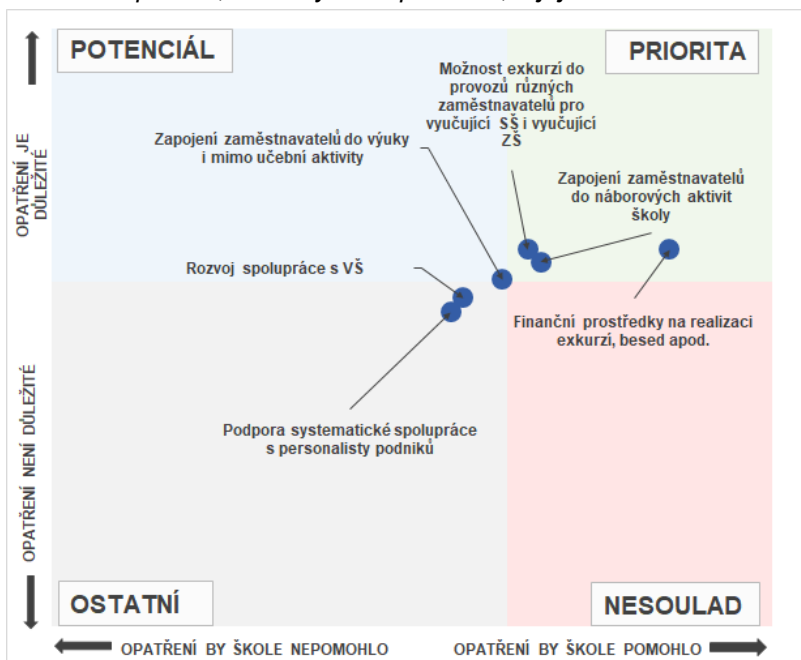 POTENCIÁL
PRIORITA
Možnost exkurzí do
provozů různých
zaměstnavatelů pro
vyučující SŠ i vyučující
ZŠ
Zapojení zaměstnavatelů do výuky
i mimo učební aktivity
Zapojení zaměstnavatelů
do náborových aktivit
školy
Rozvoj spolupráce s VŠ
Finanční prostředky na realizaci
exkurzí, besed apod.
Podpora systematické spolupráce
s personalisty podniků
OPATŘENÍ JE
DŮLEŽITÉ
OPATŘENÍ NENÍ DŮLEŽITÉ
OSTATNÍ
NESOULAD
OPATŘENÍ BY ŠKOLE NEPOMOHLO
OPATŘENÍ BY ŠKOLE POMOHLO